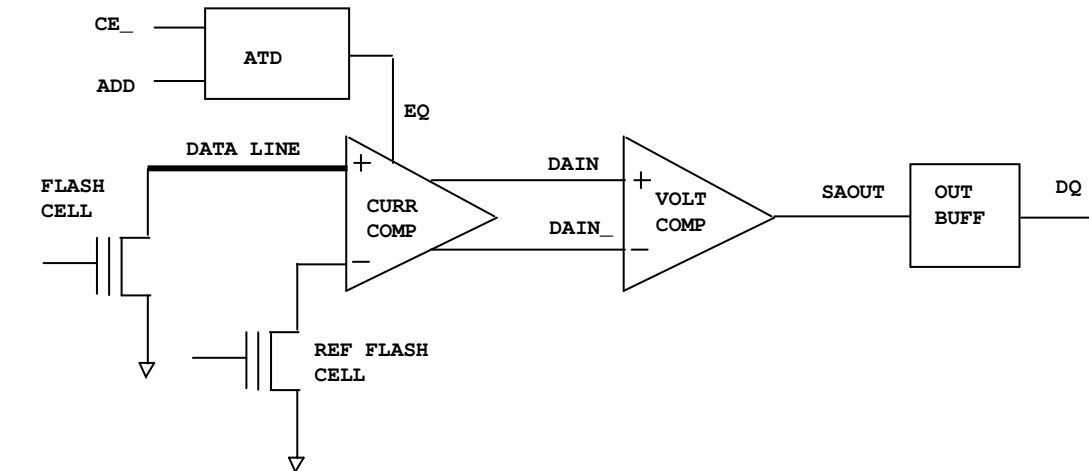 CE_
ATD
ADD
EQ
DATA LINE
+
DAIN
+
FLASH
CELL
CURR
COMP
VOLT
COMP
SAOUT
OUT
BUFF
DQ
DAIN_
−
−
REF FLASH
CELL